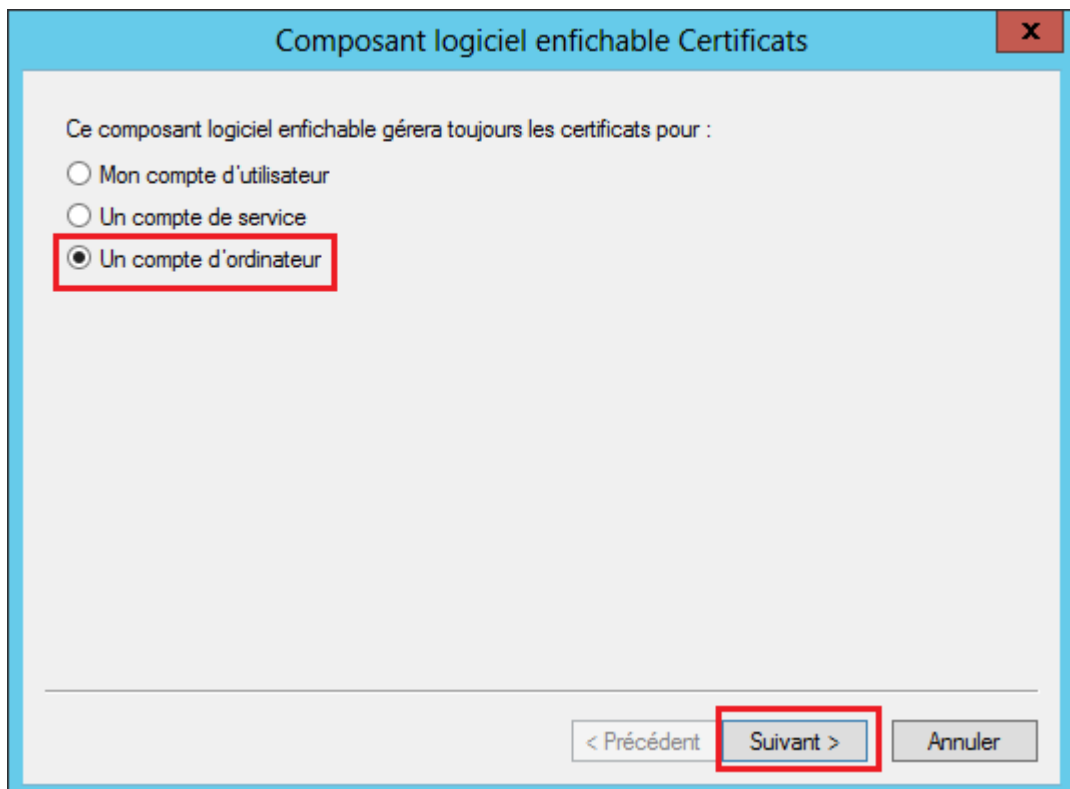 Composant logiciel enfichable Certificats
x
Ce composant logiciel enfichable gérera toujours les certificats pour :
Mon compte d'utilisateur
Un compte de service
Un compte d'ordinateur
< Précédent Suivant > Annuler